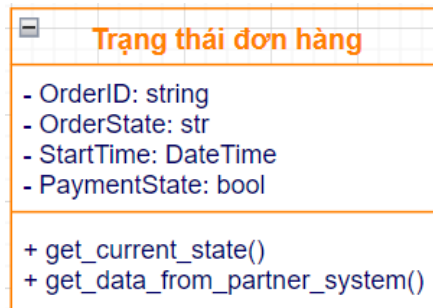 Trạng thái đơn hàng
- OrderID: string
- OrderState: str
- StartTime: DateTime
- PaymentState: bool
+ get_current_state()
+ get_data_from_partner_system()